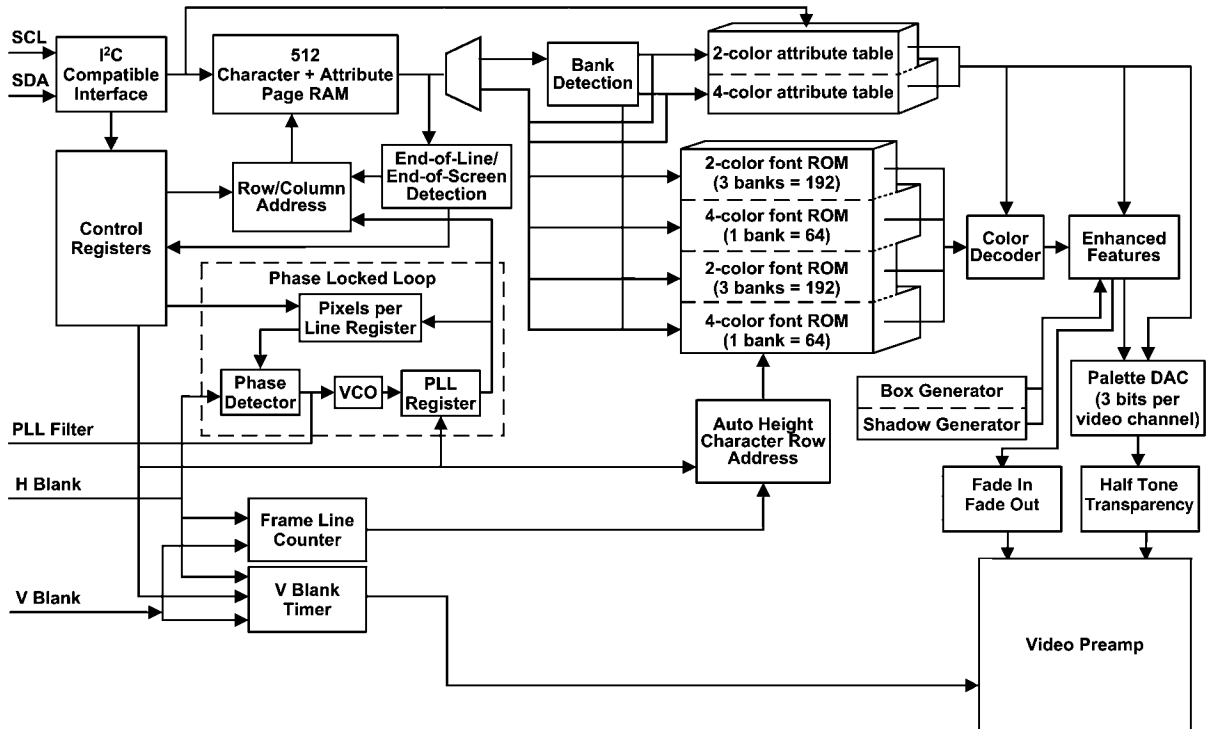 SCL
SDA
I²C
Compatible
Interface
512
Character + Attribute
Page RAM
Bank
Detection
2-color attribute table
4-color attribute table
Control
Registers
Row/Column
Address
End-of-Line/
End-of-Screen
Detection
2-color font ROM
(3 banks = 192)
4-color font ROM
(1 bank = 64)
2-color font ROM
(3 banks = 192)
4-color font ROM
(1 bank = 64)
Color
Decoder
Enhanced
Features
Phase Locked Loop
Pixels per
Line Register
Phase
Detector
VCO
PLL
Register
PLL Filter
H Blank
V Blank
Auto Height
Character Row
Address
Box Generator
Shadow Generator
Palette DAC
(3 bits per
video channel)
Fade In
Fade Out
Half Tone
Transparency
Frame Line
Counter
V Blank
Timer
Video Preamp